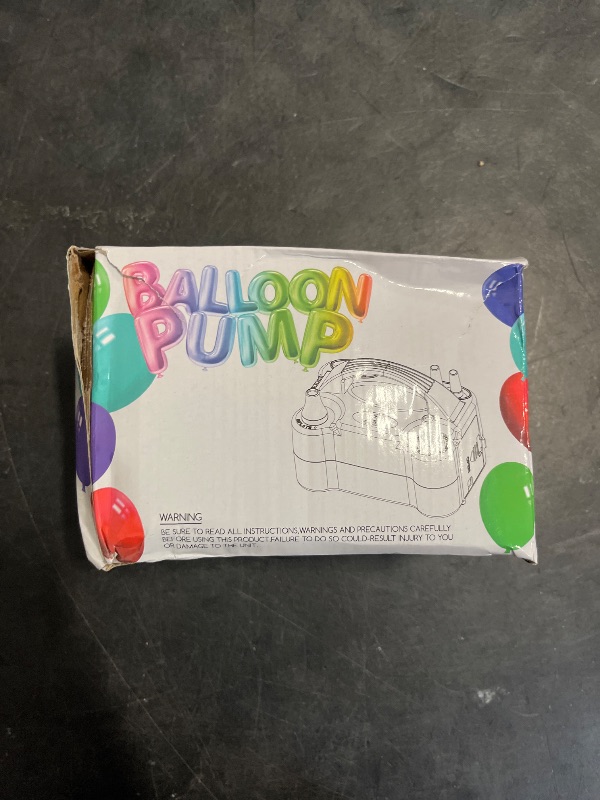 BALLOON
PUMP
WARNING
BE SURE TO READ ALL INSTRUCTIONS,WARNINGS AND PRECAUTIONS CAREFULLY
BEFORE USING THIS PRODUCT.FAILURE TO DO SO COULD-RESULT INJURY TO YOU
OR DAMAGE TO THE UNIT